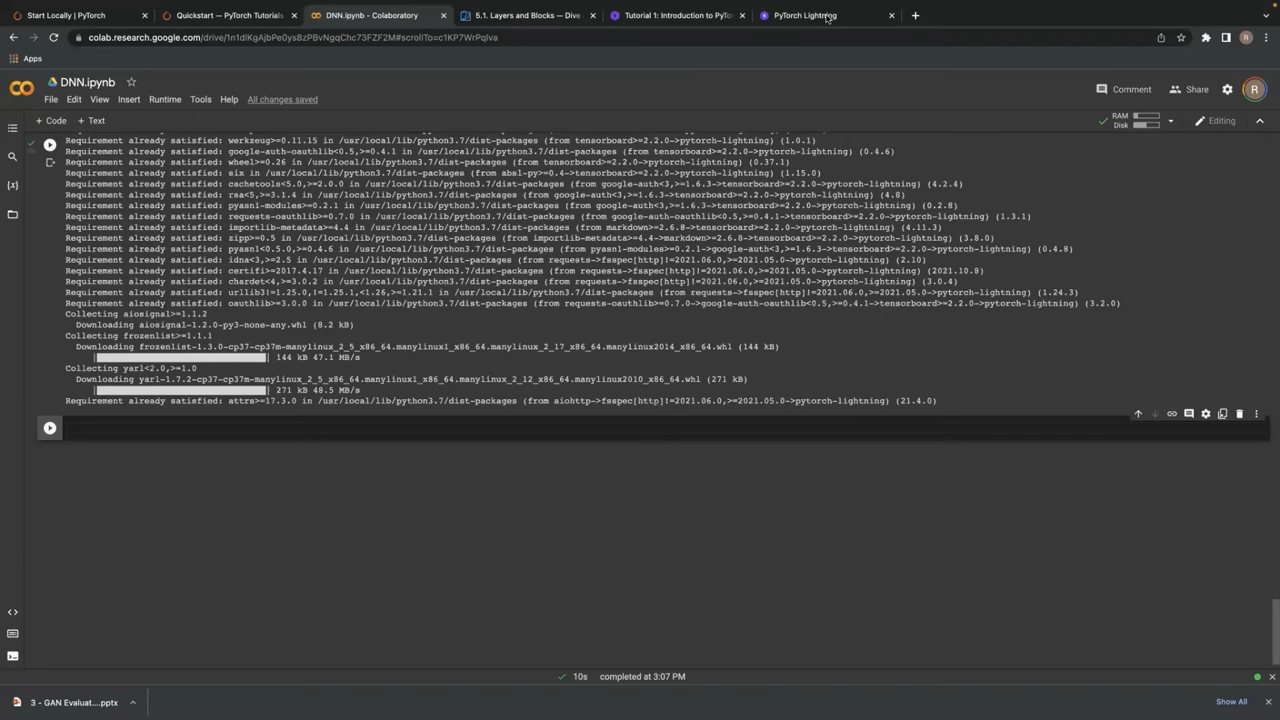 Start Locally | PyTorch
Quickstart — PyTorch Tutorials
DNN.ipynb - Colaboratory
5.1. Layers and Blocks — Dive
Tutorial 1: Introduction to PyT
PyTorch Lightning
colab.research.google.com/drive/1n1dlKgAjbPe0ys8zPBvNgqChc73FZF2M#scrollTo=c1KP7WrPqlva
R
Apps
DNN.ipynb
File Edit View Insert Runtime Tools Help All changes saved
Comment
Share
R
+ Code + Text
RAM
Disk
Editing
Requirement already satisfied: werkzeug>=0.11.15 in /usr/local/lib/python3.7/dist-packages (from tensorboard>=2.2.0->pytorch-lightning) (1.0.1)
Requirement already satisfied: google-auth-oauthlib<0.5,>=0.4.1 in /usr/local/lib/python3.7/dist-packages (from tensorboard>=2.2.0->pytorch-lightning) (0.4.6)
Requirement already satisfied: wheel>=0.26 in /usr/local/lib/python3.7/dist-packages (from tensorboard>=2.2.0->pytorch-lightning) (0.37.1)
Requirement already satisfied: six in /usr/local/lib/python3.7/dist-packages (from absl-py>=0.4->tensorboard>=2.2.0->pytorch-lightning) (1.15.0)
Requirement already satisfied: cachetools<5.0,>=2.0.0 in /usr/local/lib/python3.7/dist-packages (from google-auth<3,>=1.6.3->tensorboard>=2.2.0->pytorch-lightning) (4.2.4)
Requirement already satisfied: rsa<5,>=3.1.4 in /usr/local/lib/python3.7/dist-packages (from google-auth<3,>=1.6.3->tensorboard>=2.2.0->pytorch-lightning) (4.8)
Requirement already satisfied: pyasn1-modules>=0.2.1 in /usr/local/lib/python3.7/dist-packages (from google-auth<3,>=1.6.3->tensorboard>=2.2.0->pytorch-lightning) (0.2.8)
Requirement already satisfied: requests-oauthlib>=0.7.0 in /usr/local/lib/python3.7/dist-packages (from google-auth-oauthlib<0.5,>=0.4.1->tensorboard>=2.2.0->pytorch-lightning) (1.3.1)
Requirement already satisfied: importlib-metadata>=4.4 in /usr/local/lib/python3.7/dist-packages (from markdown>=2.6.8->tensorboard>=2.2.0->pytorch-lightning) (4.11.3)
Requirement already satisfied: zipp>=0.5 in /usr/local/lib/python3.7/dist-packages (from importlib-metadata>=4.4->markdown>=2.6.8->tensorboard>=2.2.0->pytorch-lightning) (3.8.0)
Requirement already satisfied: pyasn1<0.5.0,>=0.4.6 in /usr/local/lib/python3.7/dist-packages (from pyasn1-modules>=0.2.1->google-auth<3,>=1.6.3->tensorboard>=2.2.0->pytorch-lightning) (0.4.8)
Requirement already satisfied: idna<3,>=2.5 in /usr/local/lib/python3.7/dist-packages (from requests->fsspec[http]!=2021.06.0,>=2021.05.0->pytorch-lightning) (2.10)
Requirement already satisfied: certifi>=2017.4.17 in /usr/local/lib/python3.7/dist-packages (from requests->fsspec[http]!=2021.06.0,>=2021.05.0->pytorch-lightning) (2021.10.8)
Requirement already satisfied: chardet<4,>=3.0.2 in /usr/local/lib/python3.7/dist-packages (from requests->fsspec[http]!=2021.06.0,>=2021.05.0->pytorch-lightning) (3.0.4)
Requirement already satisfied: urllib3!=1.25.0,!=1.25.1,<1.26,>=1.21.1 in /usr/local/lib/python3.7/dist-packages (from requests->fsspec[http]!=2021.06.0,>=2021.05.0->pytorch-lightning) (1.24.3)
Requirement already satisfied: oauthlib>=3.0.0 in /usr/local/lib/python3.7/dist-packages (from requests-oauthlib>=0.7.0->google-auth-oauthlib<0.5,>=0.4.1->tensorboard>=2.2.0->pytorch-lightning) (3.2.0)
Collecting aiosignal>=1.1.2
Downloading aiosignal-1.2.0-py3-none-any.whl (8.2 kB)
Collecting frozenlist>=1.1.1
Downloading frozenlist-1.3.0-cp37-cp37m-manylinux_2_5_x86_64.manylinux1_x86_64.manylinux_2_17_x86_64.manylinux2014_x86_64.whl (144 kB)
144 kB 47.1 MB/s
Collecting yarl<2.0,>=1.0
Downloading yarl-1.7.2-cp37-cp37m-manylinux_2_5_x86_64.manylinux1_x86_64.manylinux_2_12_x86_64.manylinux2010_x86_64.whl (271 kB)
271 kB 48.5 MB/s
Requirement already satisfied: attrs>=17.3.0 in /usr/local/lib/python3.7/dist-packages (from aiohttp->fsspec[http]!=2021.06.0,>=2021.05.0->pytorch-lightning) (21.4.0)
10s completed at 3:07 PM
3 - GAN Evaluat....pptx
Show All